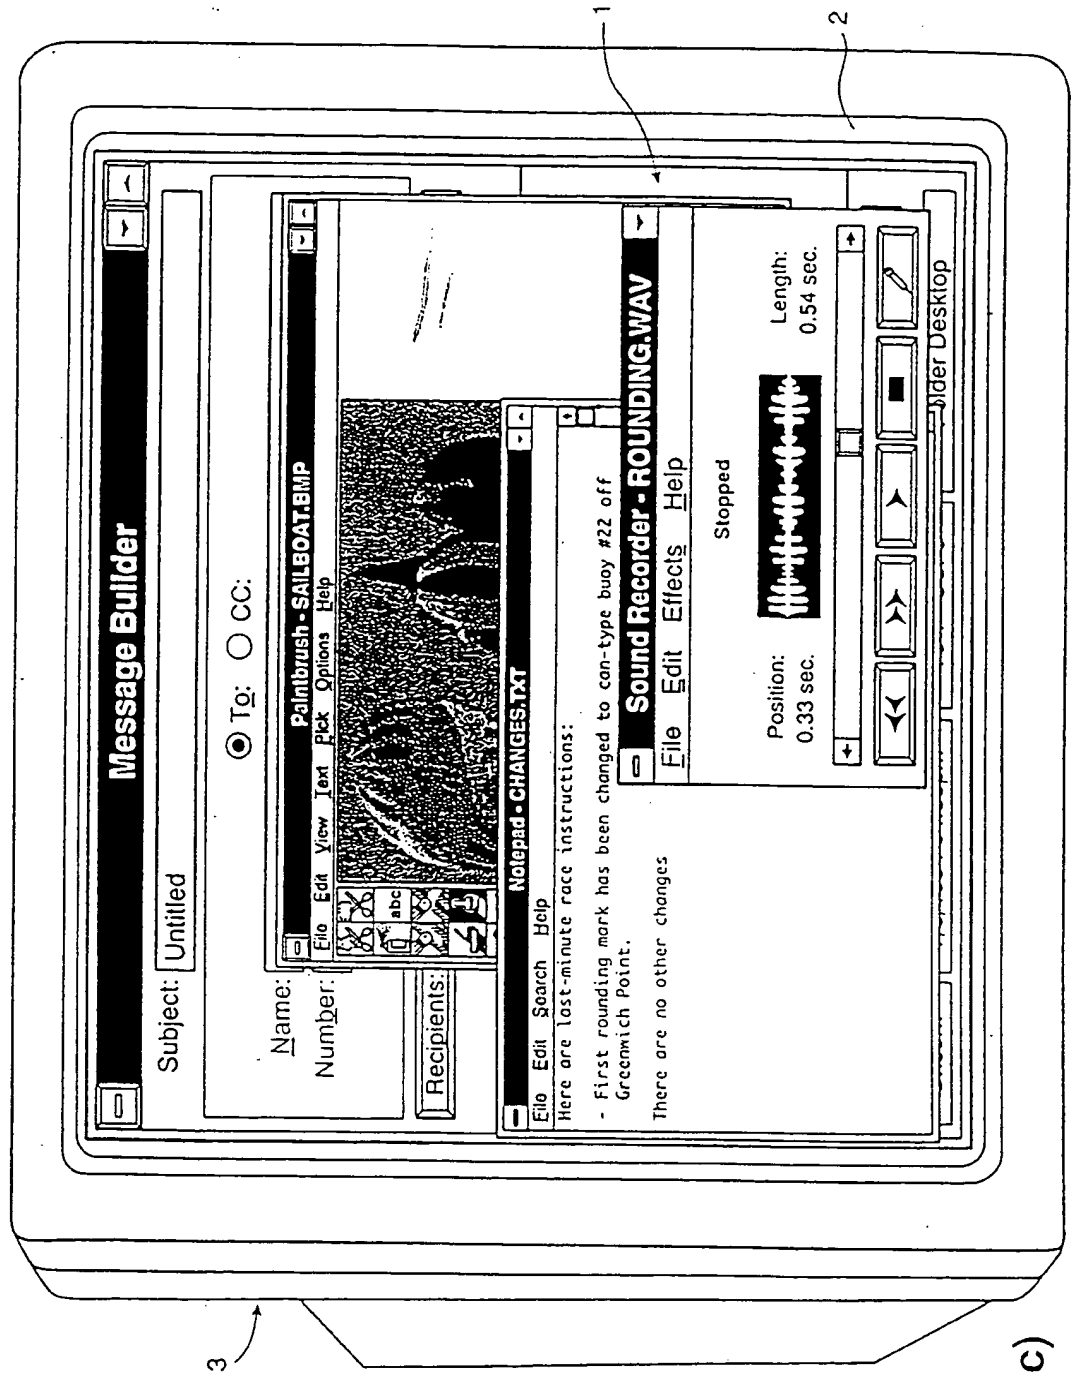 1
2
3
Message Builder
Subject: Untitled
To: CC:
Name:
Number:
Recipients:
Paintbrush - SAILBOAT.BMP
File Edit View Text Pick Options Help
abc
Notepad - CHANGES.TXT
File Edit Search Help
Here are last-minute race instructions:
- First rounding mark has been changed to can-type buoy #22 off
Greenwich Point.
There are no other changes
Sound Recorder - ROUNDING.WAV
File Edit Effects Help
Stopped
Position:
0.33 sec.
Length:
0.54 sec.
Desktop
c)